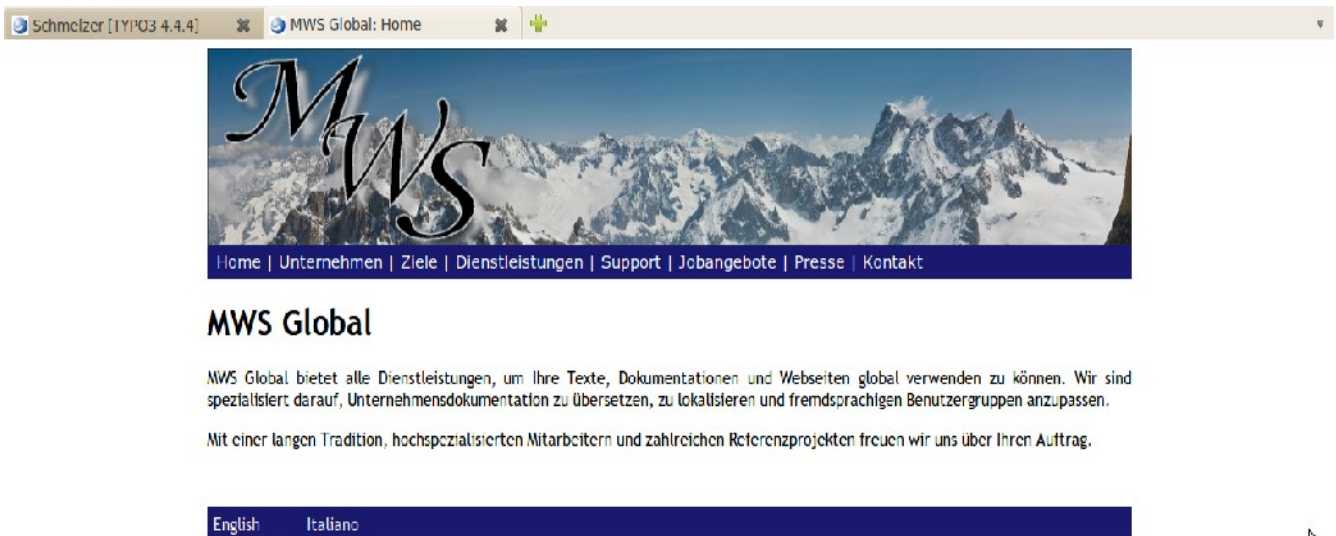 Schmelzer [TYPO3 4.4.4]
MWS Global: Home
MWS
Home | Unternehmen | Ziele | Dienstleistungen | Support | Jobangebote | Presse | Kontakt
MWS Global
MWS Global bietet alle Dienstleistungen, um Ihre Texte, Dokumentationen und Webseiten global verwenden zu können. Wir sind
spezialisiert darauf, Unternehmensdokumentation zu übersetzen, zu lokalisieren und fremdsprachigen Benutzergruppen anzupassen.
Mit einer langen Tradition, hochspezialisierten Mitarbeitern und zahlreichen Referenzprojekten freuen wir uns über Ihren Auftrag.
English Italiano